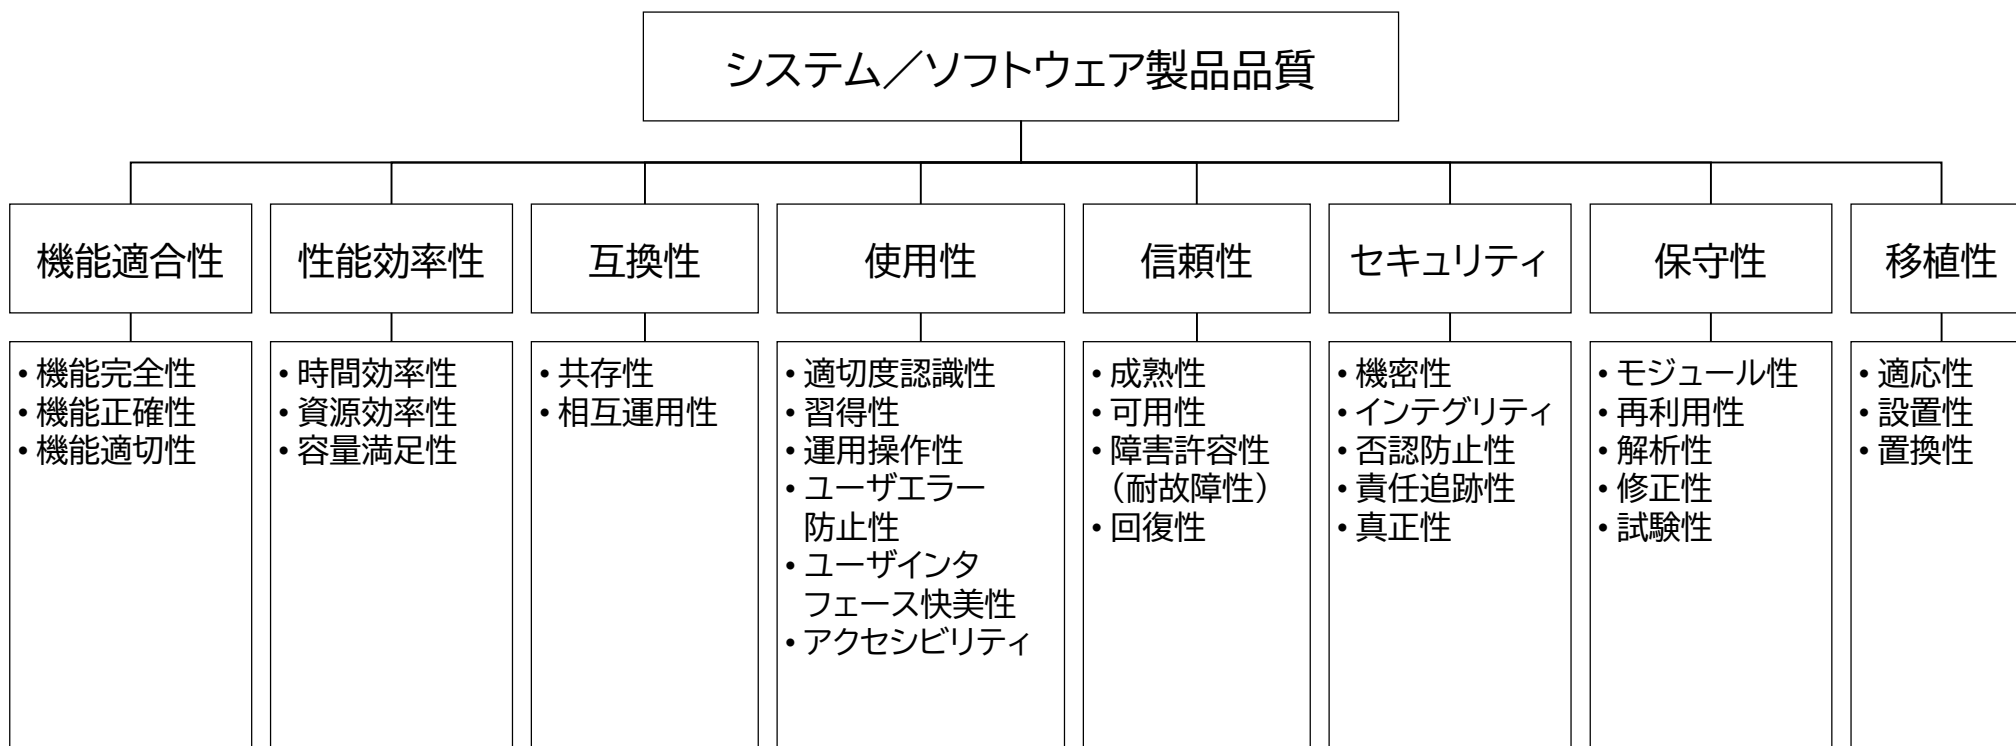 システム／ソフトウェア製品品質
機能適合性
・機能完全性
・機能正確性
・機能適切性
性能効率性
・時間効率性
・資源効率性
・容量満足性
互換性
・共存性
・相互運用性
使用性
・適切度認識性
・習得性
・運用操作性
・ユーザエラー
防止性
・ユーザインタ
フェース快美性
・アクセシビリティ
信頼性
・成熟性
・可用性
・障害許容性
（耐故障性）
・回復性
セキュリティ
・機密性
・インテグリティ
・否認防止性
・責任追跡性
・真正性
保守性
・モジュール性
・再利用性
・解析性
・修正性
・試験性
移植性
・適応性
・設置性
・置換性